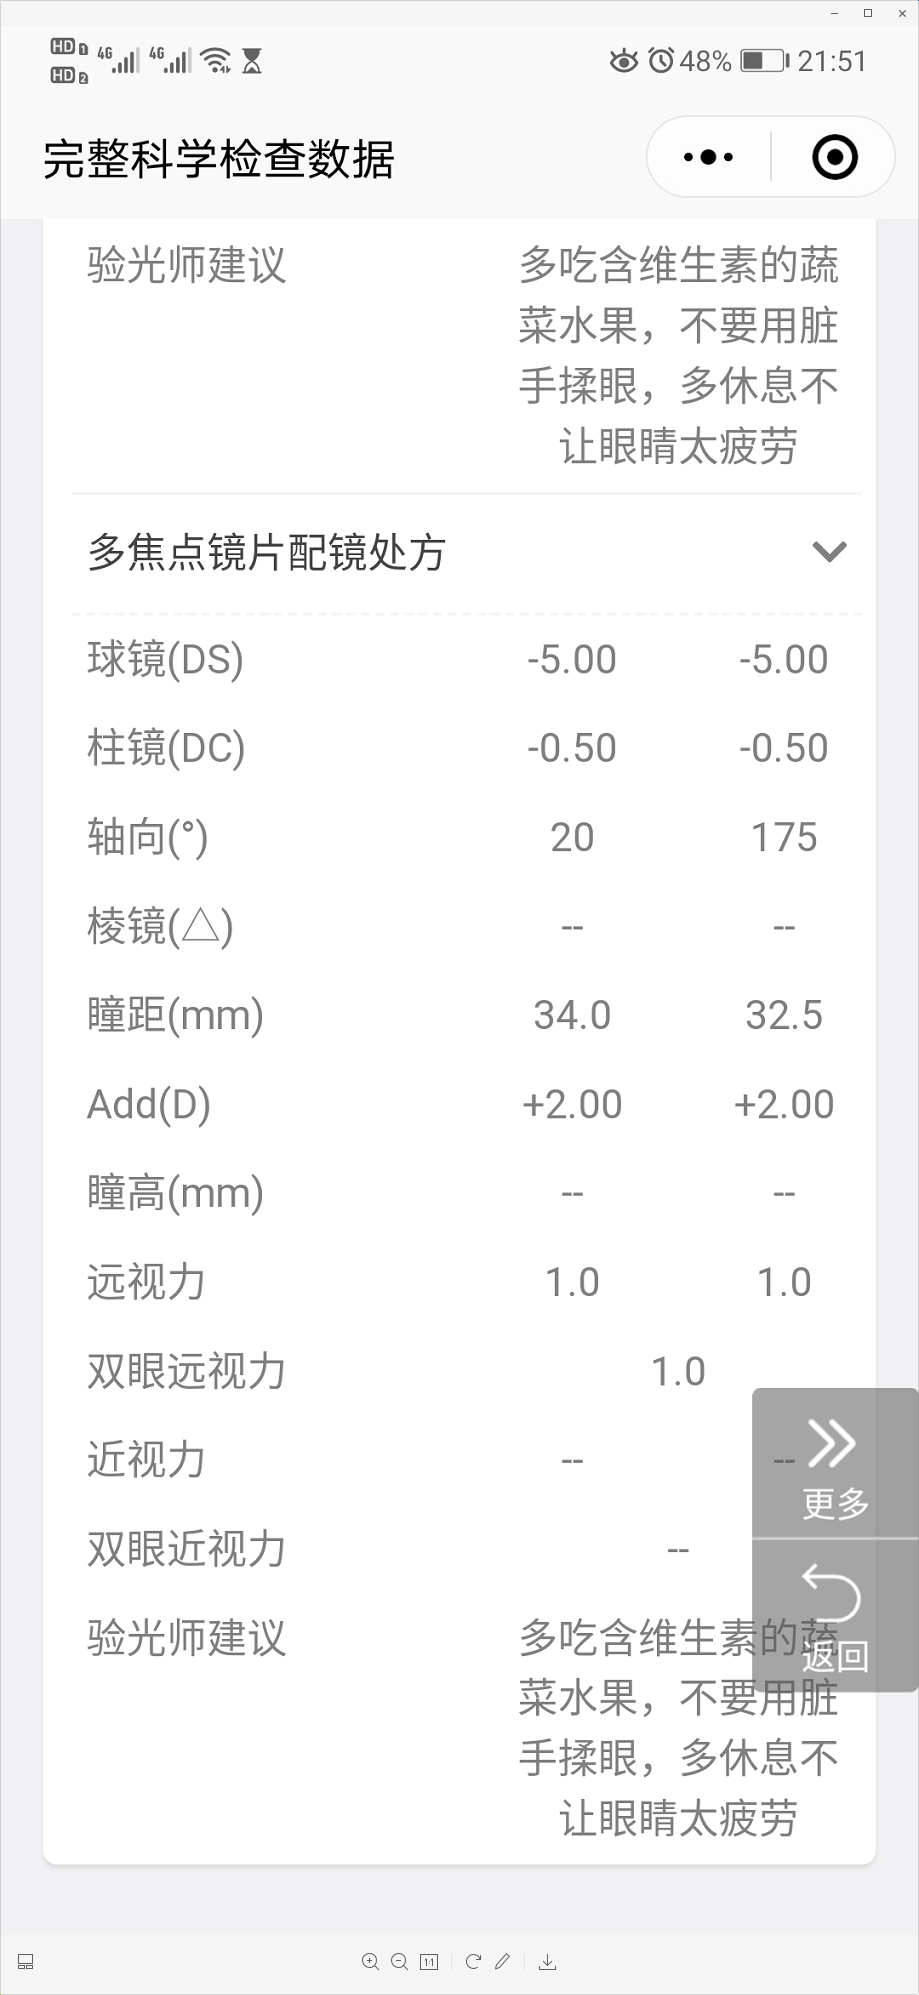 HD 1 4G 4G 48% 21:51
HD 2
完整科学检查数据
验光师建议 多吃含维生素的蔬
菜水果，不要用脏
手揉眼，多休息不
让眼睛太疲劳
多焦点镜片配镜处方
球镜(DS) -5.00 -5.00
柱镜(DC) -0.50 -0.50
轴向(°) 20 175
棱镜(△) -- --
瞳距(mm) 34.0 32.5
Add(D) +2.00 +2.00
瞳高(mm) -- --
远视力 1.0 1.0
双眼远视力 1.0
近视力 -- --
更多
双眼近视力 --
验光师建议 多吃含维生素的蔬
返回
菜水果，不要用脏
手揉眼，多休息不
让眼睛太疲劳
1:1